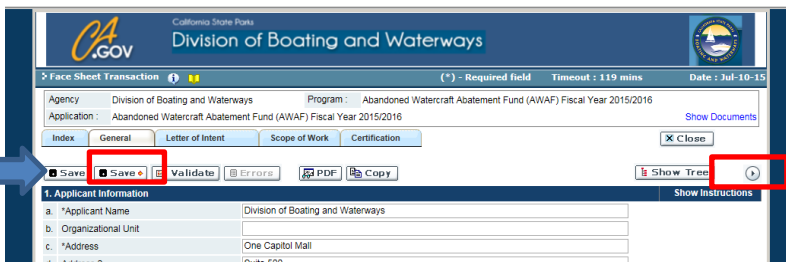 CA.GOV
California State Parks
Division of Boating and Waterways
Face Sheet Transaction (*) - Required field Timeout : 119 mins Date : Jul-10-15
Agency Division of Boating and Waterways Program : Abandoned Watercraft Abatement Fund (AWAF) Fiscal Year 2015/2016
Application : Abandoned Watercraft Abatement Fund (AWAF) Fiscal Year 2015/2016 Show Documents
Index General Letter of Intent Scope of Work Certification Close
Save Save Validate Errors PDF Copy Show Tree
1. Applicant Information Show Instructions
a. *Applicant Name Division of Boating and Waterways
b. Organizational Unit
c. *Address One Capitol Mall